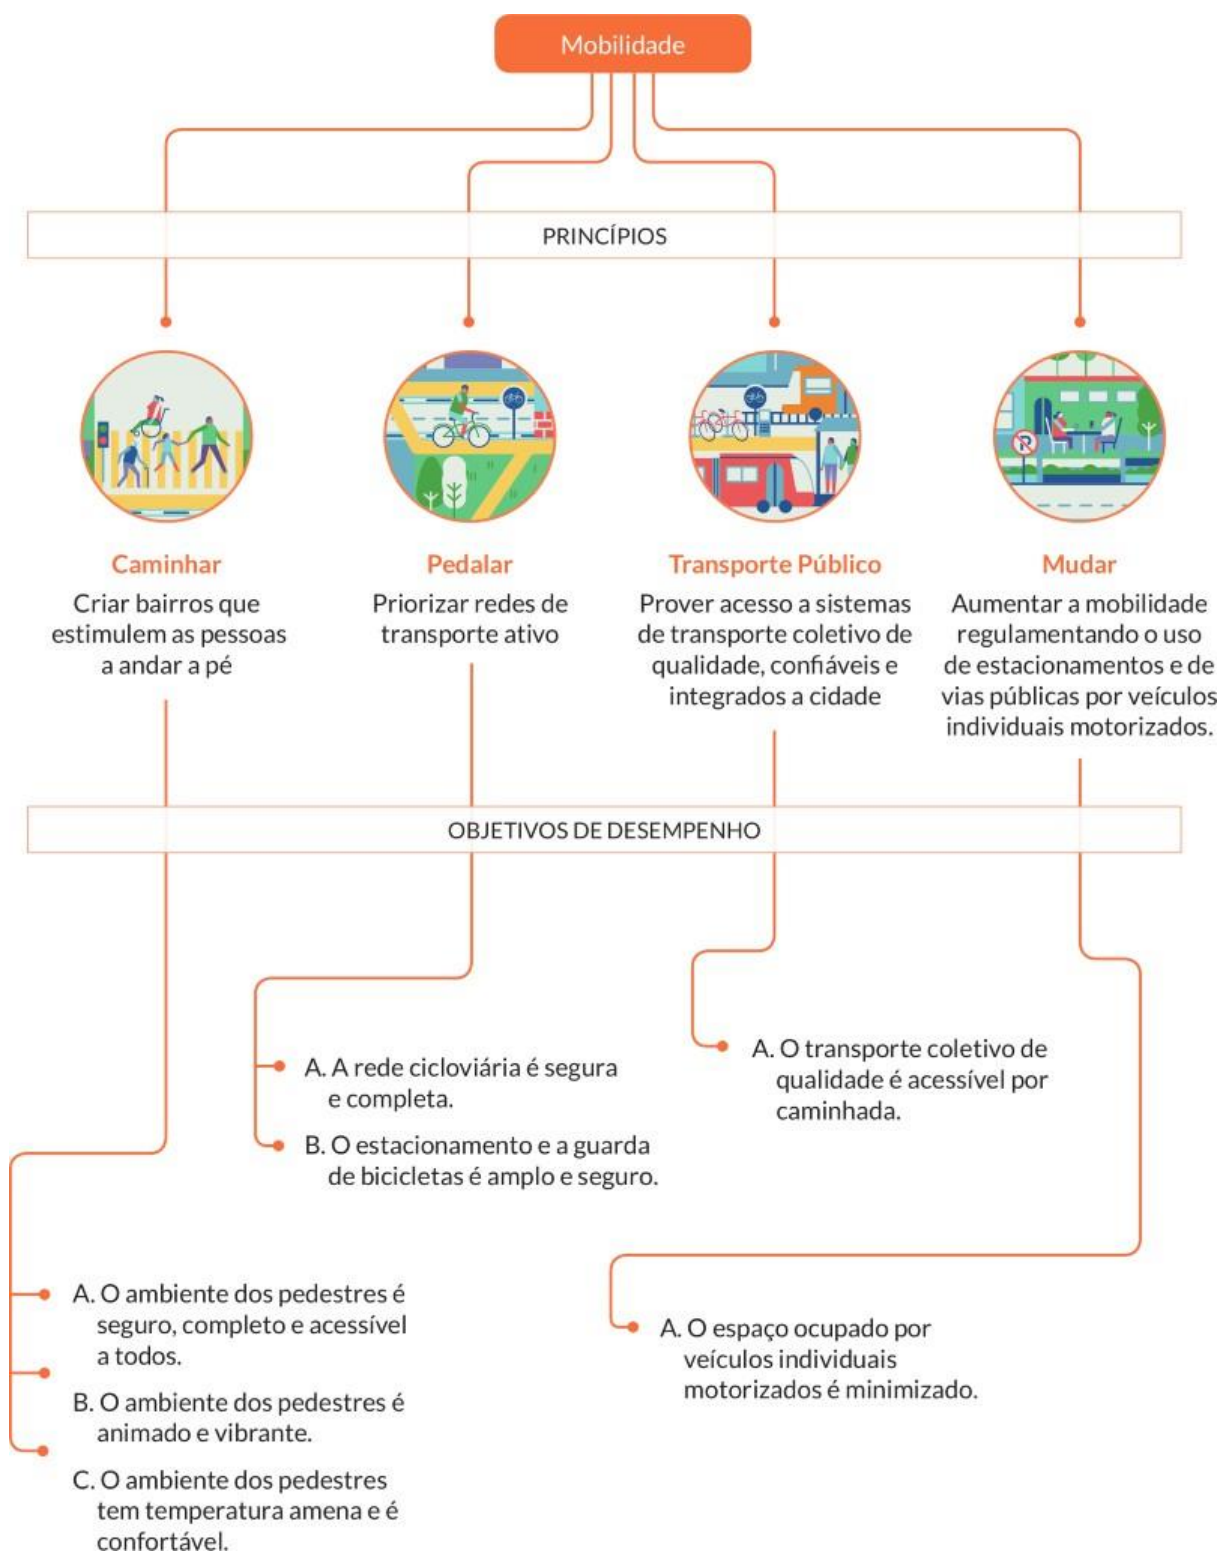 Mobilidade
PRINCÍPIOS
Caminhar
Criar bairros que
estimulem as pessoas
a andar a pé
Pedalar
Priorizar redes de
transporte ativo
Transporte Público
Prover acesso a sistemas
de transporte coletivo de
qualidade, confiáveis e
integrados a cidade
Mudar
Aumentar a mobilidade
regulamentando o uso
de estacionamentos e de
vias públicas por veículos
individuais motorizados.
OBJETIVOS DE DESEMPENHO
A. O ambiente dos pedestres é
seguro, completo e acessível
a todos.
B. O ambiente dos pedestres é
animado e vibrante.
C. O ambiente dos pedestres
tem temperatura amena e é
confortável.
A. A rede cicloviária é segura
e completa.
B. O estacionamento e a guarda
de bicicletas é amplo e seguro.
A. O transporte coletivo de
qualidade é acessível por
caminhada.
A. O espaço ocupado por
veículos individuais
motorizados é minimizado.